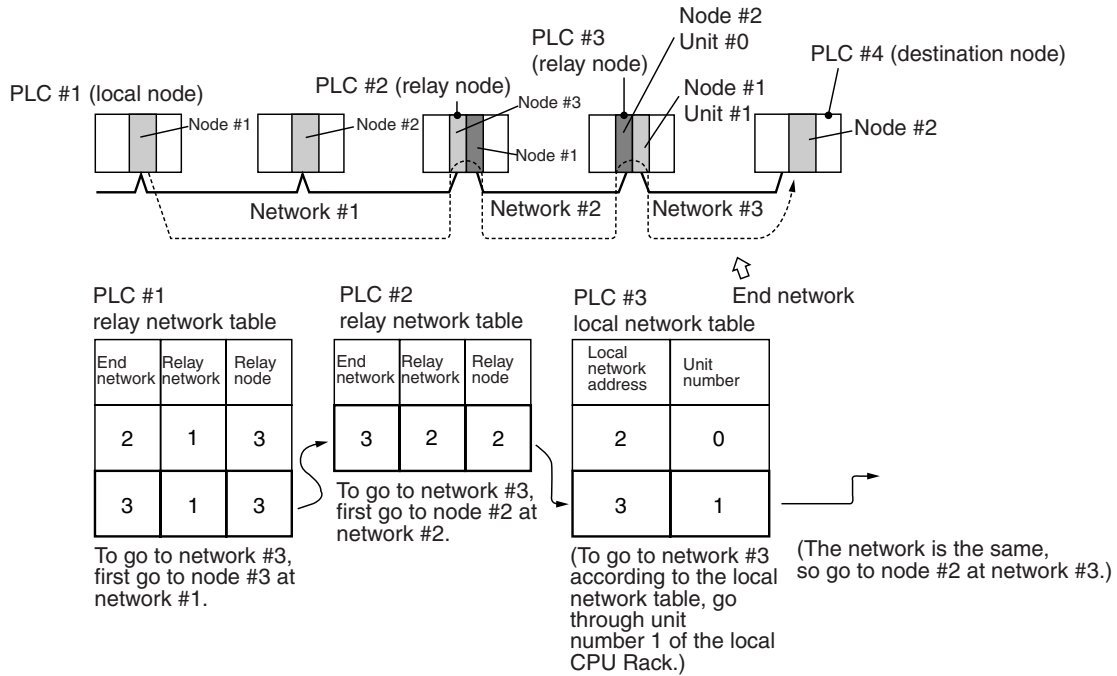 Node #2
Unit #0
PLC #3
(relay node)
PLC #4 (destination node)
PLC #1 (local node)
PLC #2 (relay node)
Node #1
Unit #1
Node #3
Node #1
Node #2
Node #1
Node #2
Network #1
Network #2
Network #3
End network
PLC #1
relay network table
End
network
Relay
network
Relay
node
2 1 3
3 1 3
To go to network #3,
first go to node #3 at
network #1.
PLC #2
relay network table
End
network
Relay
network
Relay
node
3 2 2
To go to network #3,
first go to node #2 at
network #2.
PLC #3
local network table
Local
network
address
Unit
number
2 0
3 1
(To go to network #3
according to the local
network table, go
through unit
number 1 of the local
CPU Rack.)
(The network is the same,
so go to node #2 at network #3.)